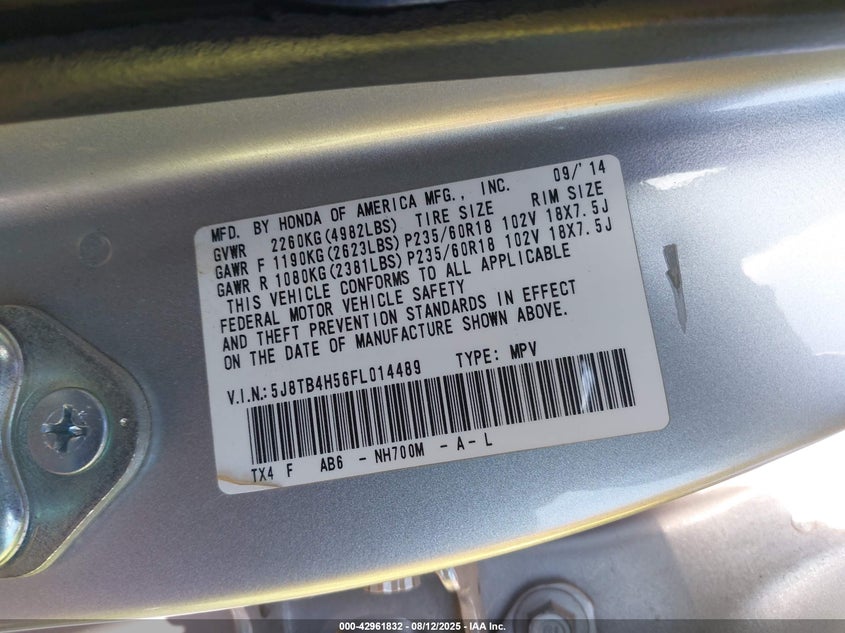 MFD. BY HONDA OF AMERICA MFG., INC. 09/'14
GVWR 2260KG(4982LBS) TIRE SIZE RIM SIZE
GAWR F 1190KG(2623LBS)P235/60R18 102V 18X7.5J
GAWR R 1080KG(2381LBS)P235/60R18 102V 18X7.5J
THIS VEHICLE CONFORMS TO ALL APPLICABLE
FEDERAL MOTOR VEHICLE SAFETY
AND THEFT PREVENTION STANDARDS IN EFFECT
ON THE DATE OF MANUFACTURE SHOWN ABOVE.
V.I.N.: 5J8TB4H56FL014489 TYPE: MPV
TX4 F AB6 - NH700M - A - L
000-42961832 - 08/12/2025 - IAA Inc.